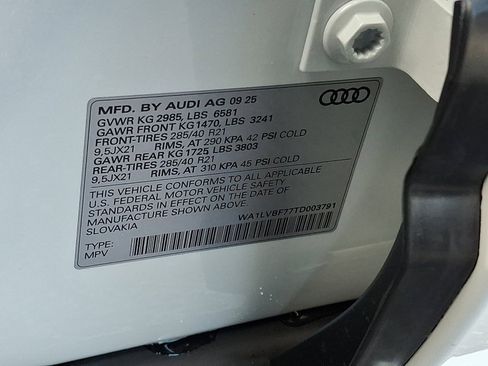 MFD. BY AUDI AG 09 25
GVWR KG 2985, LBS 6581
GAWR FRONT KG 1470, LBS 3241
FRONT-TIRES 285/40 R21
9,5JX21 RIMS, AT 290 KPA 42 PSI COLD
GAWR REAR KG 1725, LBS 3803
REAR-TIRES 285/40 R21
9,5JX21 RIMS, AT 310 KPA 45 PSI COLD
THIS VEHICLE CONFORMS TO ALL APPLICABLE
U.S. FEDERAL MOTOR VEHICLE SAFETY
STANDARDS IN EFFECT ON THE DATE OF
MANUFACTURE SHOWN ABOVE.
SLOVAKIA WA1LVBF77TD003791
TYPE:
MPV